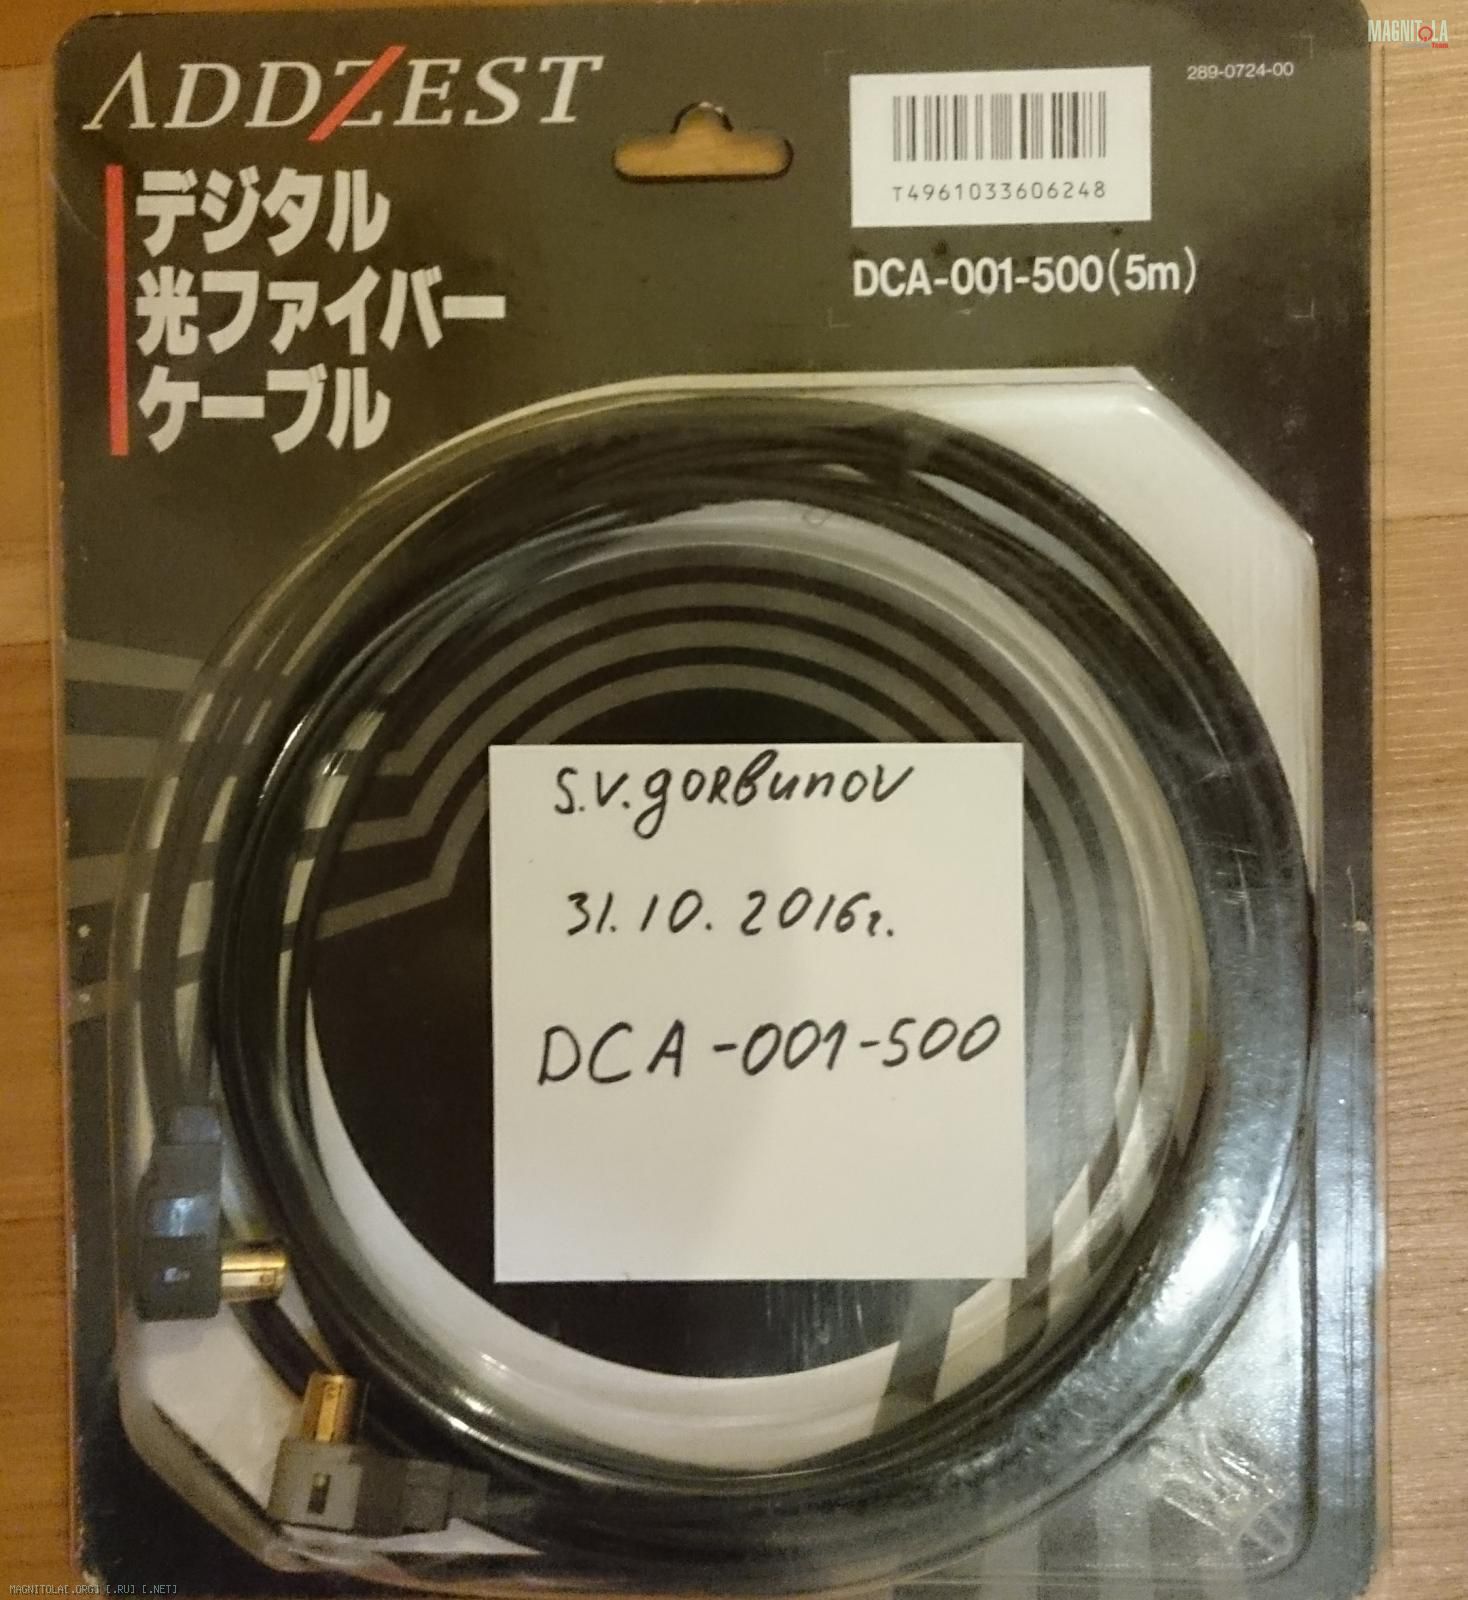 MAGNITOLA
ADDZEST
289-0724-00
T4961033606248
デジタル
光ファイバー
ケーブル
DCA-001-500(5m)
S.V.gorbunov
31.10.2016г.
DCA-001-500
MAGNITOLA[.ORG] [.RU] [.NET]